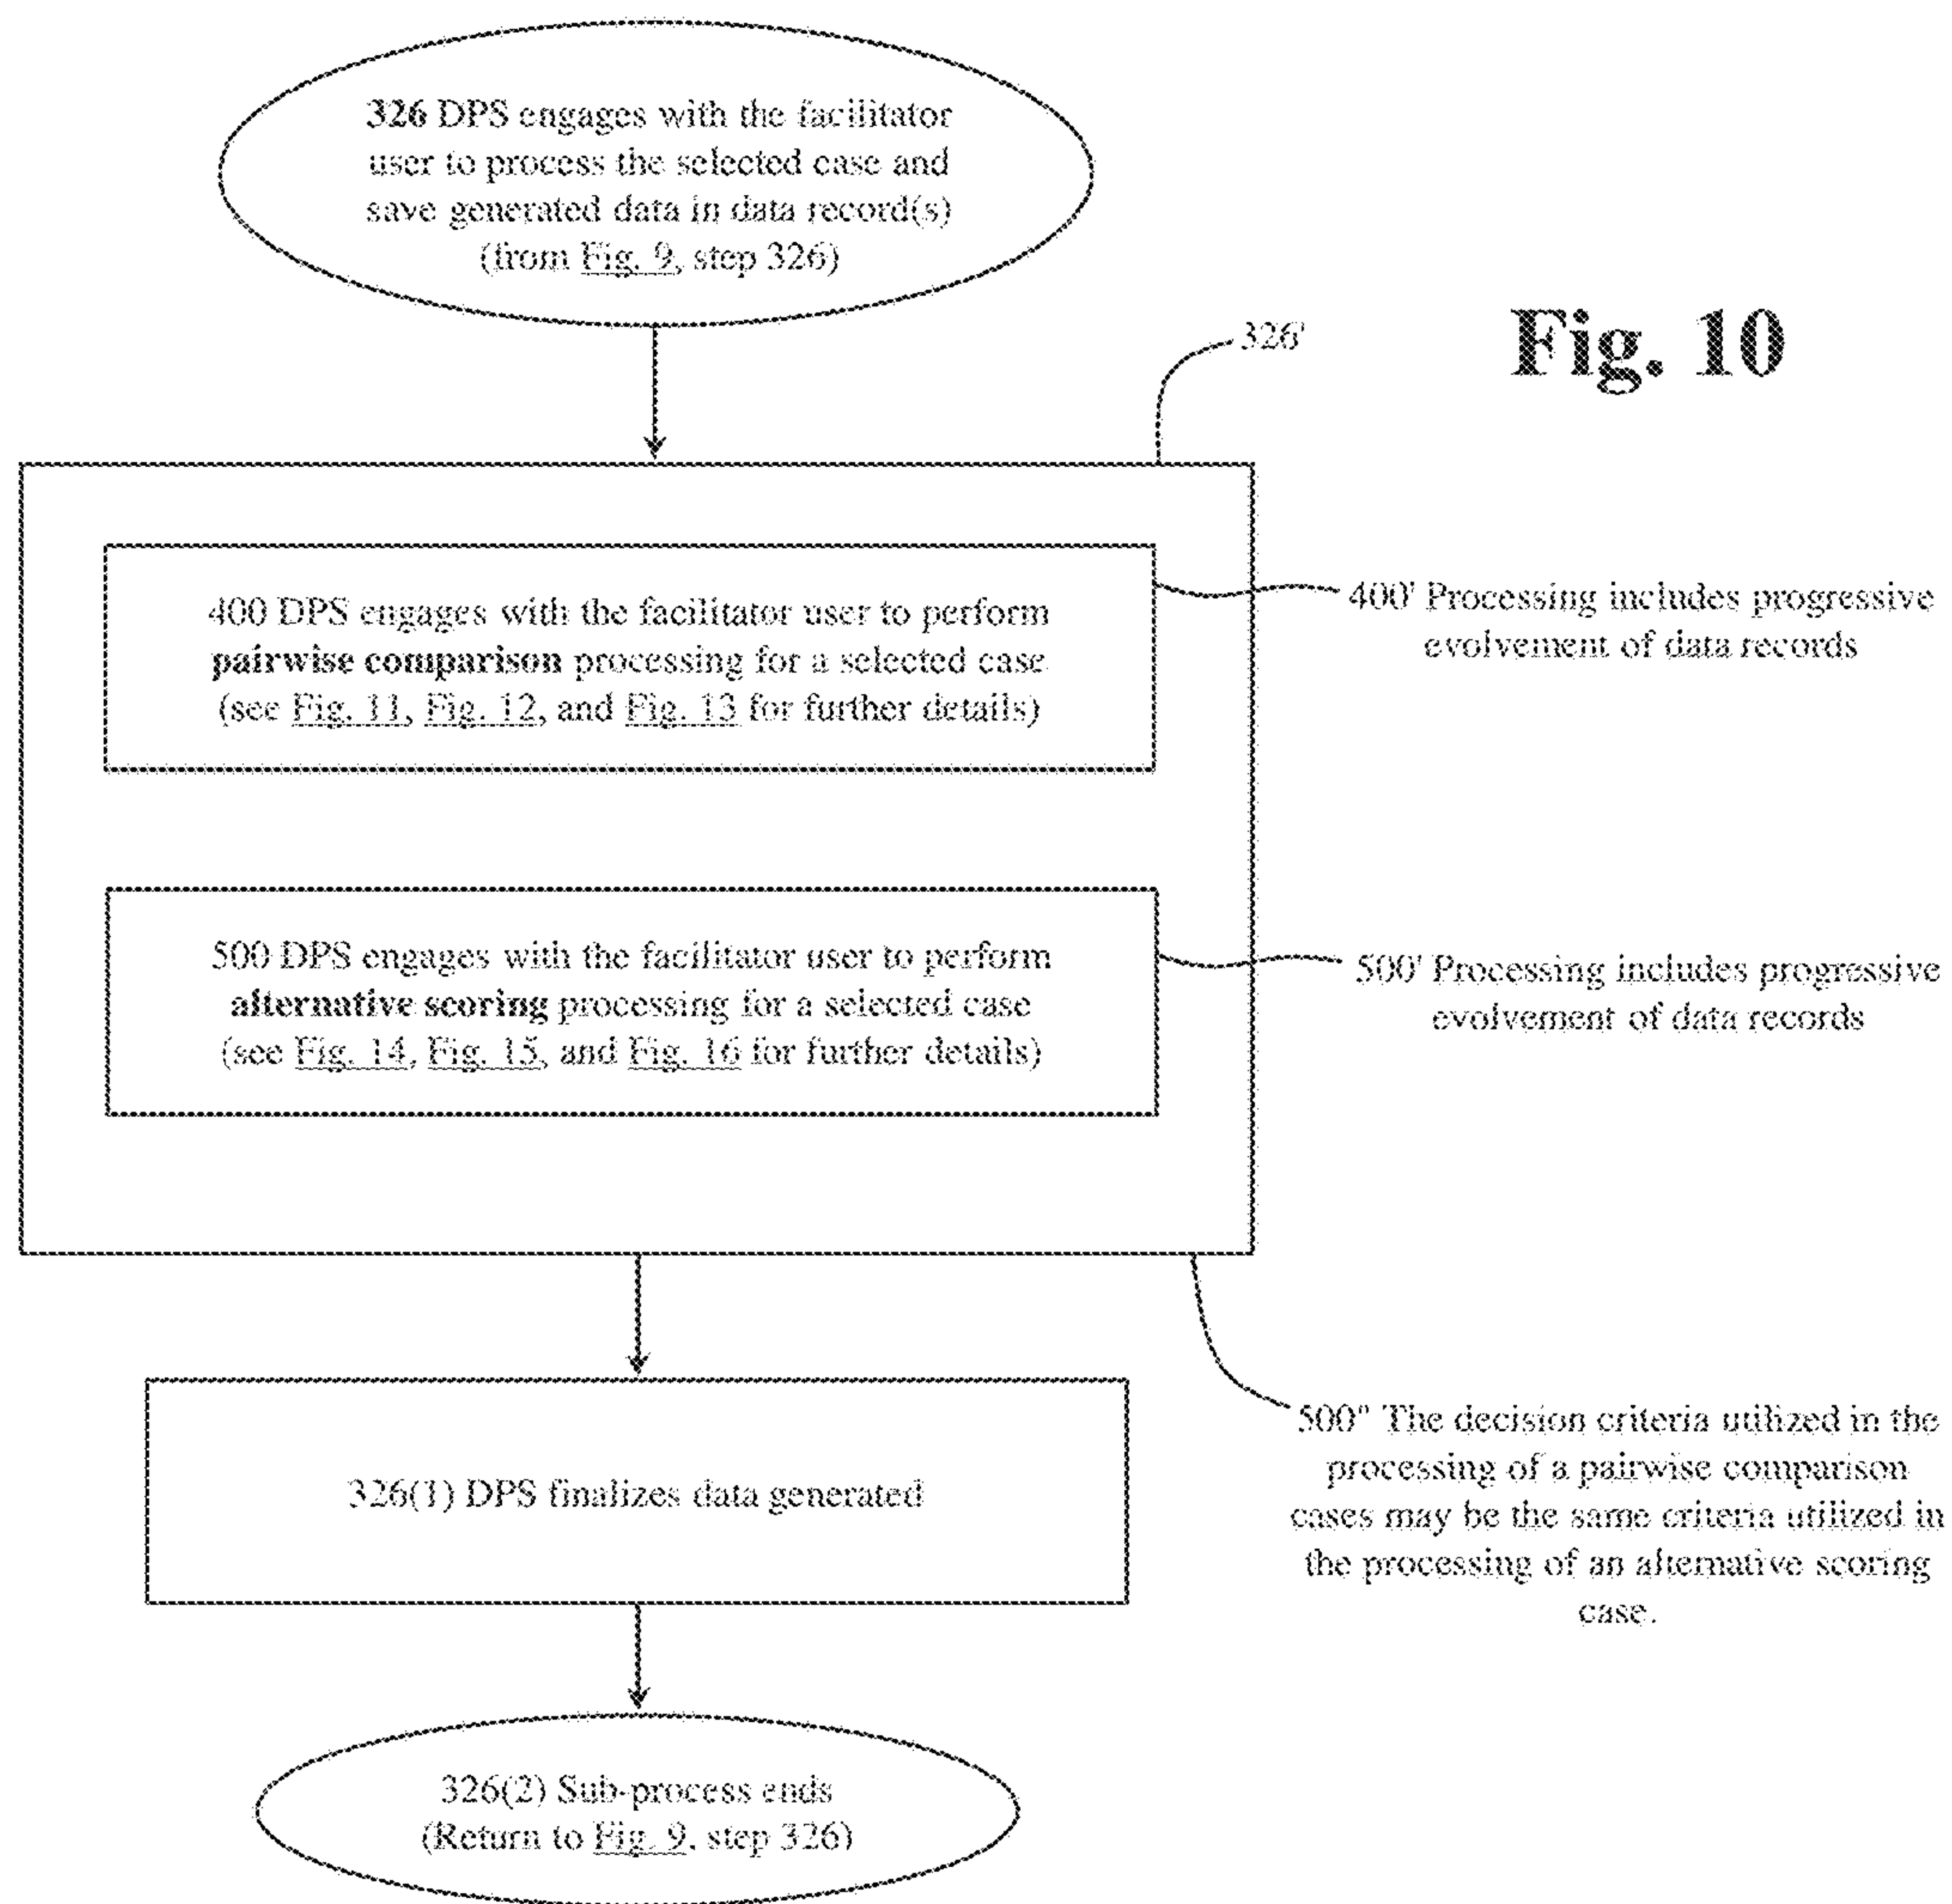 326 DPS engages with the facilitator
user to process the selected case and
save generated data in data record(s)
(from Fig. 9, step 326)
326'
Fig. 10
400 DPS engages with the facilitator user to perform
pairwise comparison processing for a selected case
(see Fig. 11, Fig. 12, and Fig. 13 for further details)
400' Processing includes progressive
evolvement of data records
500 DPS engages with the facilitator user to perform
alternative scoring processing for a selected case
(see Fig. 14, Fig. 15, and Fig. 16 for further details)
500' Processing includes progressive
evolvement of data records
500" The decision criteria utilized in the
processing of a pairwise comparison
cases may be the same criteria utilized in
the processing of an alternative scoring
case.
326(1) DPS finalizes data generated
326(2) Sub-process ends
(Return to Fig. 9, step 326)